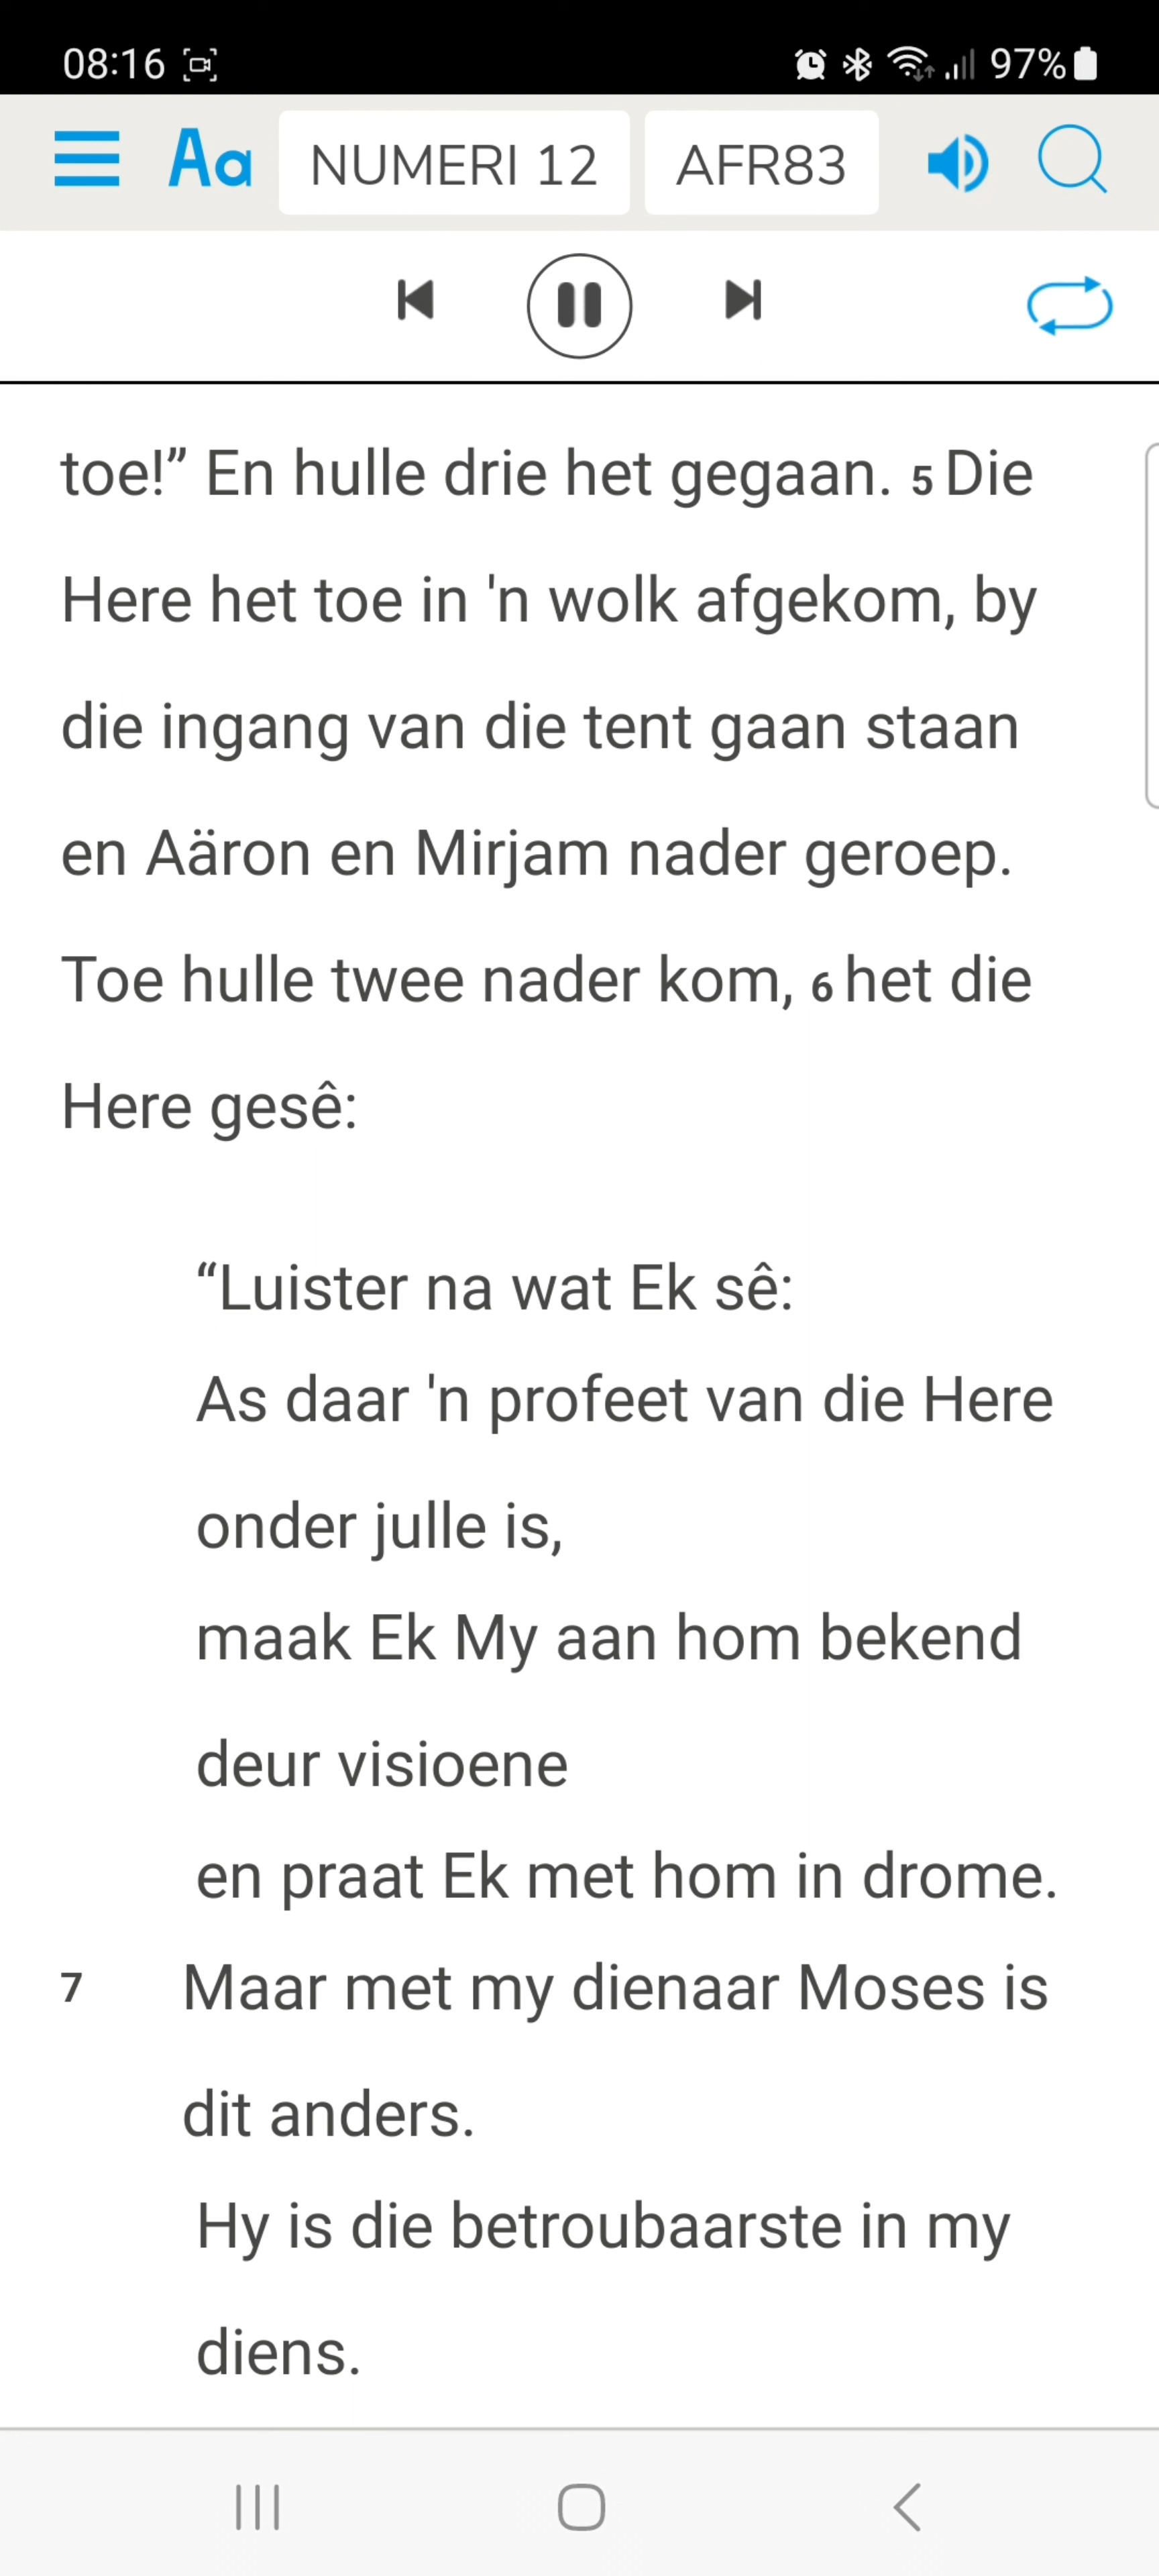 08:16 97%
Aa NUMERI 12 AFR83
toe!” En hulle drie het gegaan. 5 Die
Here het toe in 'n wolk afgekom, by
die ingang van die tent gaan staan
en Aäron en Mirjam nader geroep.
Toe hulle twee nader kom, 6 het die
Here gesê:
“Luister na wat Ek sê:
As daar 'n profeet van die Here
onder julle is,
maak Ek My aan hom bekend
deur visioene
en praat Ek met hom in drome.
7 Maar met my dienaar Moses is
dit anders.
Hy is die betroubaarste in my
diens.